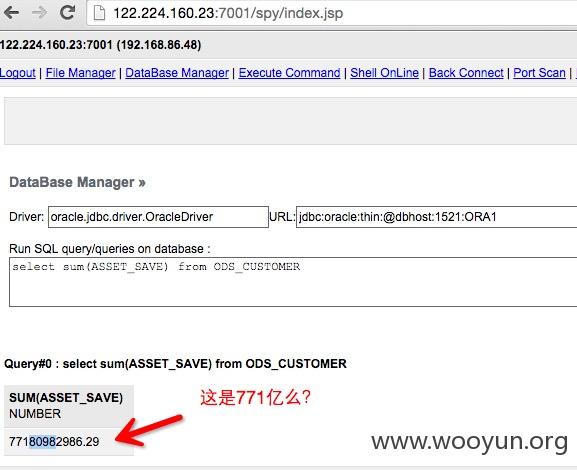 122.224.160.23:7001/spy/index.jsp
122.224.160.23:7001 (192.168.86.48)
Logout | File Manager | DataBase Manager | Execute Command | Shell OnLine | Back Connect | Port Scan |
DataBase Manager »
Driver: oracle.jdbc.driver.OracleDriver URL: jdbc:oracle:thin:@dbhost:1521:ORA1
Run SQL query/queries on database :
select sum(ASSET_SAVE) from ODS_CUSTOMER
Query#0 : select sum(ASSET_SAVE) from ODS_CUSTOMER
SUM(ASSET_SAVE)
NUMBER
77180982986.29
这是771亿么?
www.wooyun.org